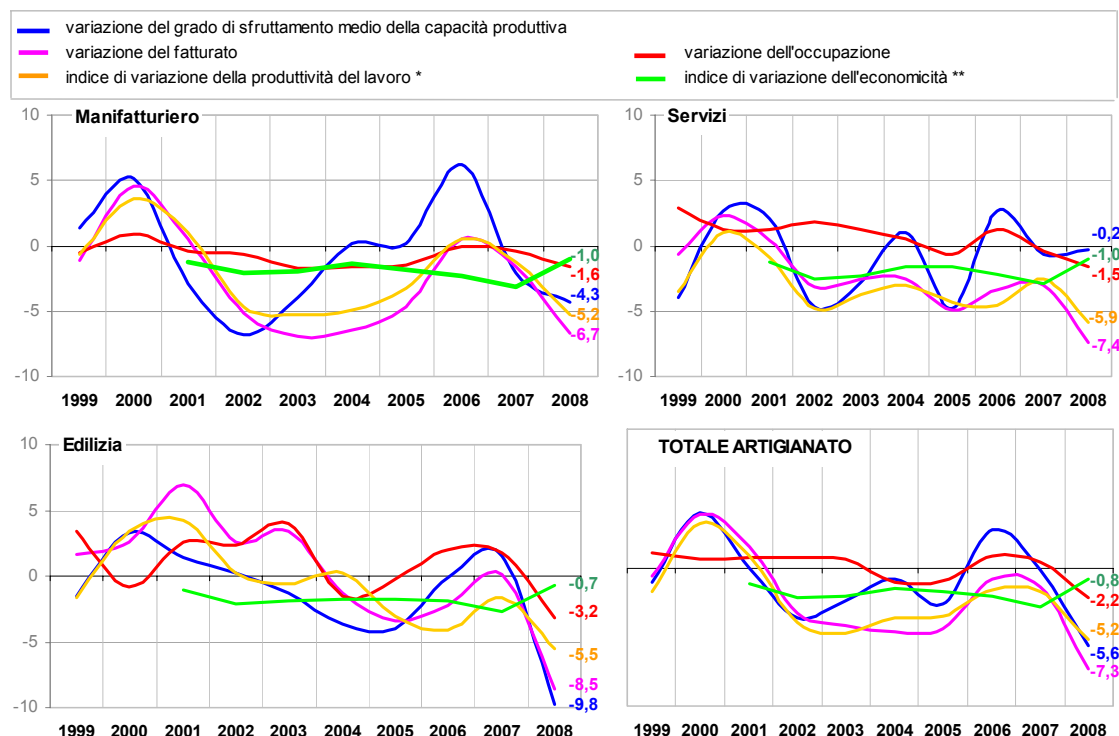 variazione del grado di sfruttamento medio della capacità produttiva
variazione del fatturato
variazione dell'occupazione
indice di variazione della produttività del lavoro *
indice di variazione dell'economicità **
Manifatturiero
10
5
0
-5
-10
-1,0
-1,6
-4,3
-5,2
-6,7
1999 2000 2001 2002 2003 2004 2005 2006 2007 2008
Servizi
10
5
0
-5
-10
-0,2
-1,0
-1,5
-5,9
-7,4
1999 2000 2001 2002 2003 2004 2005 2006 2007 2008
Edilizia
10
5
0
-5
-10
-0,7
-3,2
-5,5
-8,5
-9,8
1999 2000 2001 2002 2003 2004 2005 2006 2007 2008
TOTALE ARTIGIANATO
-0,8
-2,2
-5,2
-5,6
-7,3
1999 2000 2001 2002 2003 2004 2005 2006 2007 2008